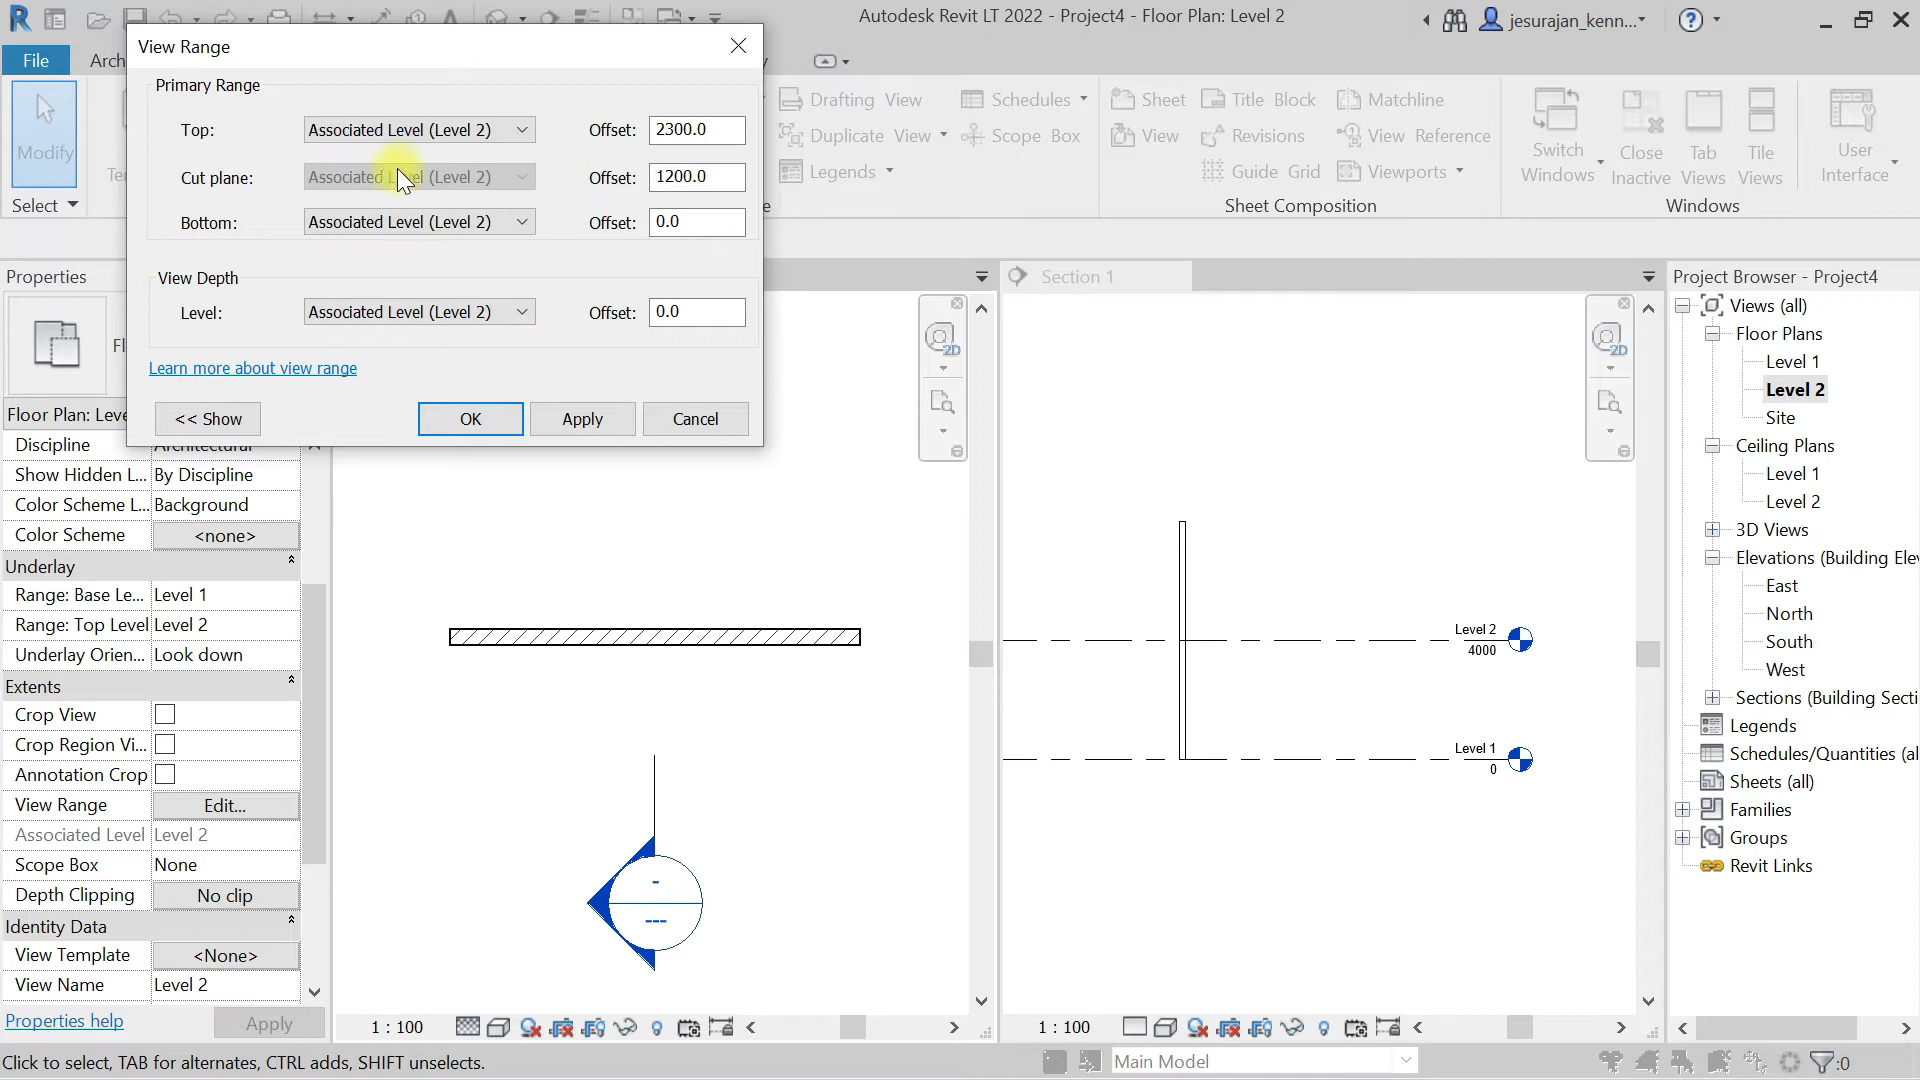 Autodesk Revit LT 2022 - Project4 - Floor Plan: Level 2
jesurajan_kenn...
View Range
Primary Range
Top: Associated Level (Level 2) Offset: 2300.0
Cut plane: Associated Level (Level 2) Offset: 1200.0
Bottom: Associated Level (Level 2) Offset: 0.0
View Depth
Level: Associated Level (Level 2) Offset: 0.0
Learn more about view range
<< Show OK Apply Cancel
File Arch
Modify
Select
Drafting View
Duplicate View
Legends
Schedules
Scope Box
Sheet Title Block Matchline
View Revisions View Reference
Guide Grid Viewports
Sheet Composition
Switch Windows
Close Inactive
Tab Views
Tile Views
Windows
User Interface
Properties
Fl
Floor Plan: Leve
Discipline Architectural
Show Hidden L... By Discipline
Color Scheme L... Background
Color Scheme <none>
Underlay
Range: Base Le... Level 1
Range: Top Level Level 2
Underlay Orien... Look down
Extents
Crop View
Crop Region Vi...
Annotation Crop
View Range Edit...
Associated Level Level 2
Scope Box None
Depth Clipping No clip
Identity Data
View Template <None>
View Name Level 2
Properties help Apply
-
---
1 : 100
Section 1
2D
2D
Level 2
4000
Level 1
0
1 : 100
Project Browser - Project4
Views (all)
Floor Plans
Level 1
Level 2
Site
Ceiling Plans
Level 1
Level 2
3D Views
Elevations (Building Ele
East
North
South
West
Sections (Building Secti
Legends
Schedules/Quantities (al
Sheets (all)
Families
Groups
Revit Links
Click to select, TAB for alternates, CTRL adds, SHIFT unselects.
Main Model
:0